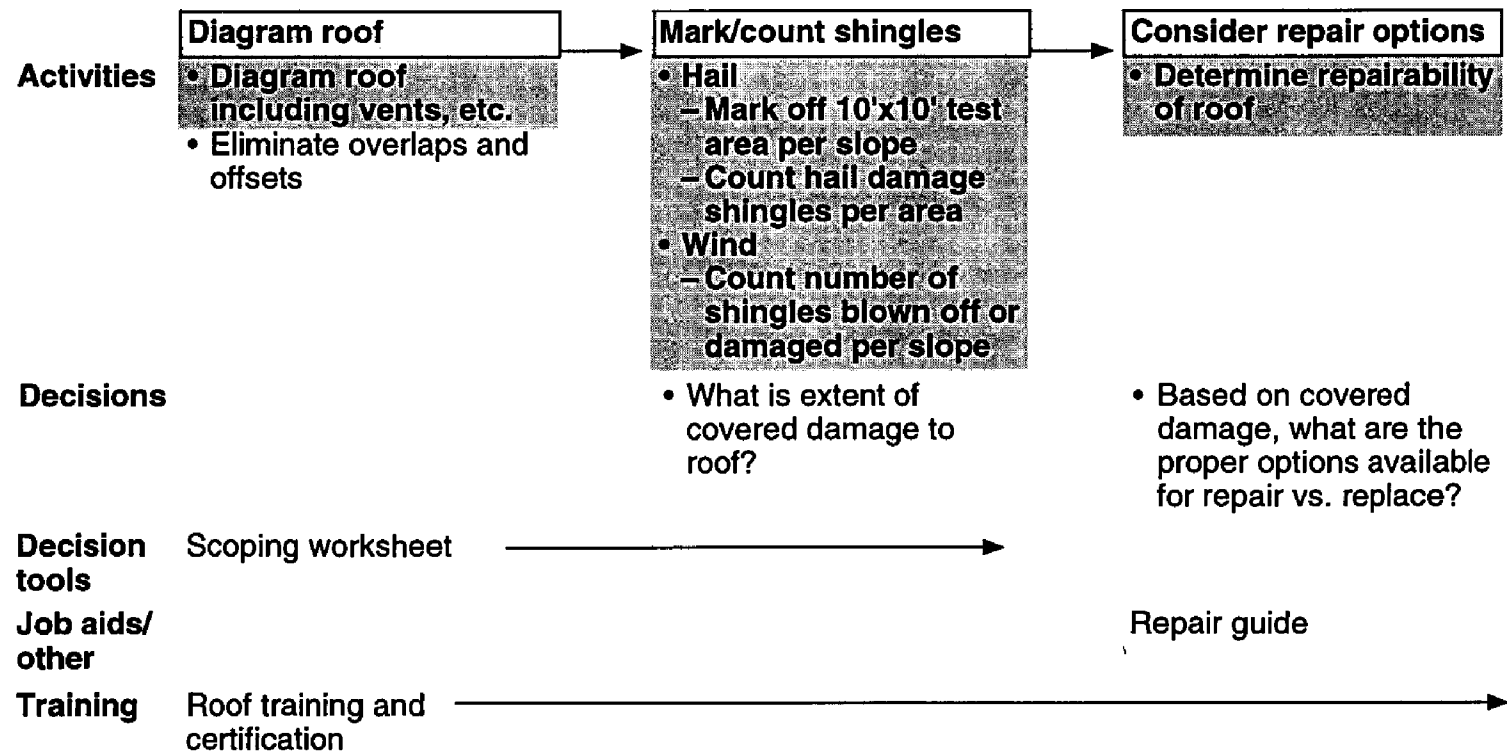 Diagram roof
Mark/count shingles
Consider repair options
Activities
• Diagram roof
including vents, etc.
• Eliminate overlaps and
offsets
• Hail
– Mark off 10'x10' test
area per slope
– Count hail damage
shingles per area
• Wind
– Count number of
shingles blown off or
damaged per slope
• Determine repairability
of roof
Decisions
• What is extent of
covered damage to
roof?
• Based on covered
damage, what are the
proper options available
for repair vs. replace?
Decision
tools
Scoping worksheet
Job aids/
other
Repair guide
Training
Roof training and
certification